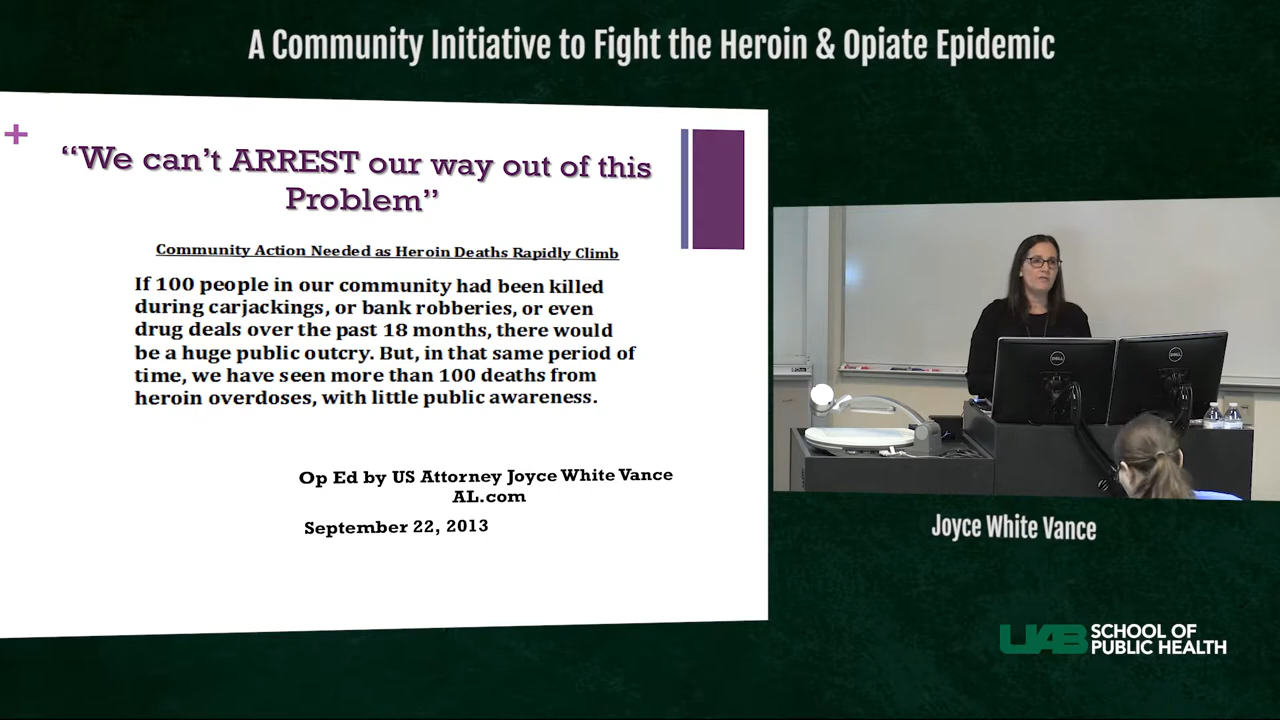 A Community Initiative to Fight the Heroin & Opiate Epidemic
+
“We can’t ARREST our way out of this
Problem”
Community Action Needed as Heroin Deaths Rapidly Climb
If 100 people in our community had been killed
during carjackings, or bank robberies, or even
drug deals over the past 18 months, there would
be a huge public outcry. But, in that same period of
time, we have seen more than 100 deaths from
heroin overdoses, with little public awareness.
Op Ed by US Attorney Joyce White Vance
AL.com
September 22, 2013
DELL
DELL
Joyce White Vance
UAB SCHOOL OF
PUBLIC HEALTH